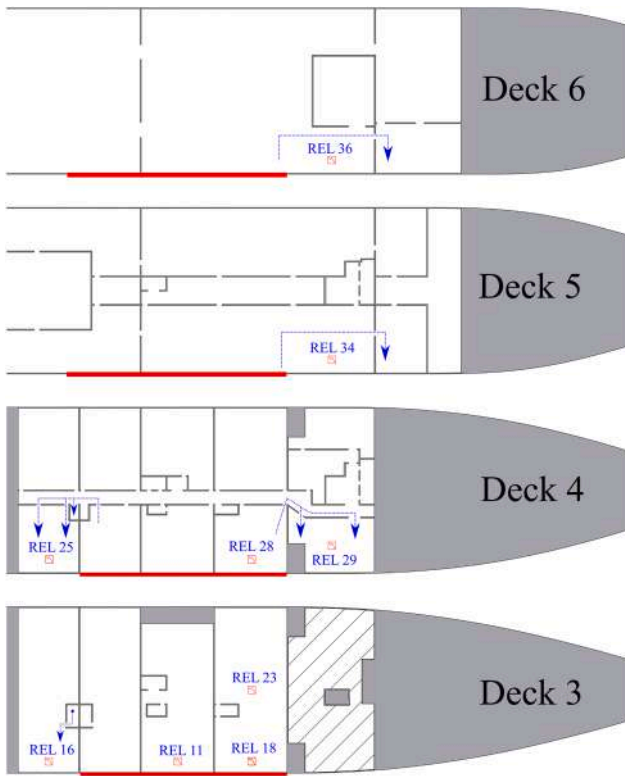 Deck 6
REL 36
Deck 5
REL 34
Deck 4
REL 25
REL 28
REL 29
Deck 3
REL 23
REL 16
REL 11
REL 18